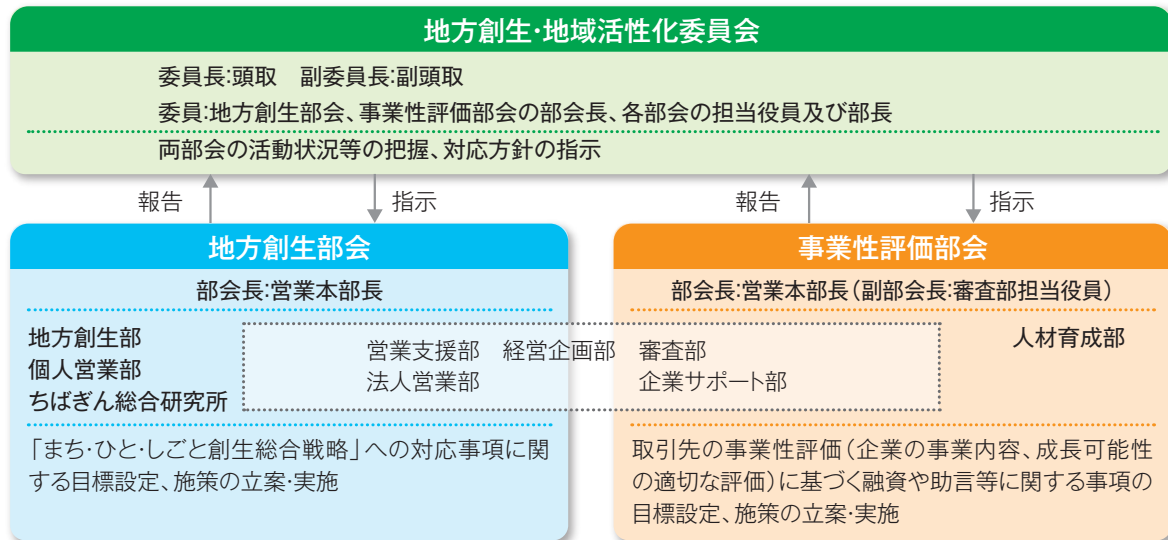 地方創生・地域活性化委員会
委員長:頭取　副委員長:副頭取
委員:地方創生部会、事業性評価部会の部会長、各部会の担当役員及び部長
両部会の活動状況等の把握、対応方針の指示
報告
指示
報告
指示
地方創生部会
部会長:営業本部長
地方創生部
個人営業部
ちばぎん総合研究所
営業支援部　経営企画部　審査部
法人営業部　企業サポート部
「まち・ひと・しごと創生総合戦略」への対応事項に関
する目標設定、施策の立案・実施
事業性評価部会
部会長:営業本部長（副部会長:審査部担当役員）
人材育成部
取引先の事業性評価（企業の事業内容、成長可能性
の適切な評価）に基づく融資や助言等に関する事項の
目標設定、施策の立案・実施